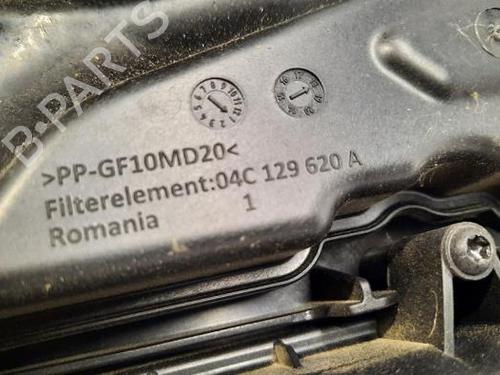 B-PARTS
>PP-GF10MD20<
Filterelement:04C 129 620 A
Romania 1